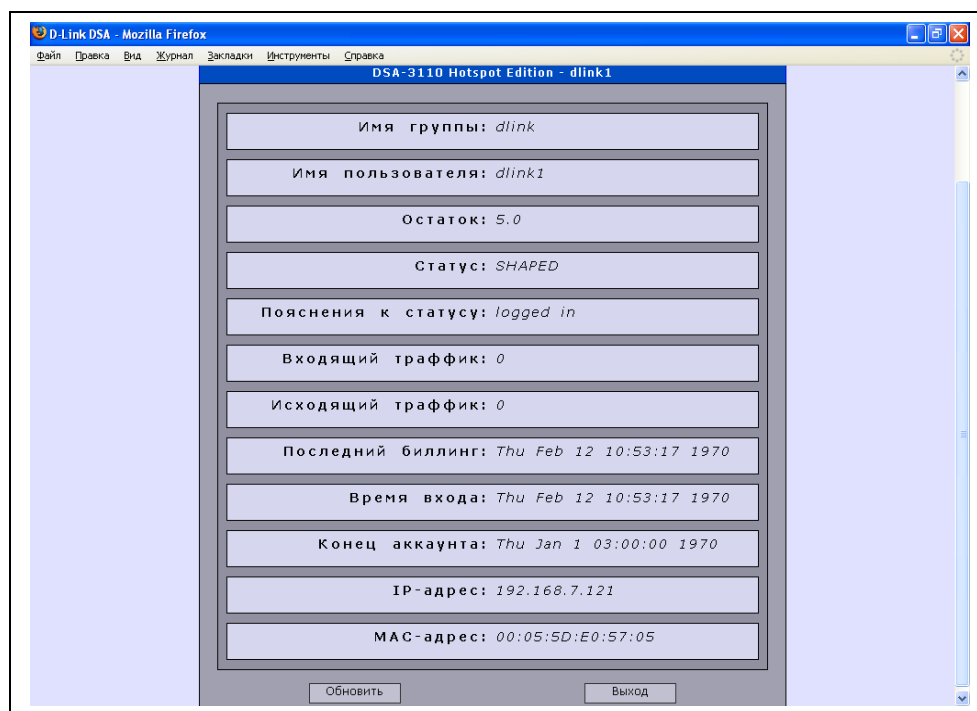 D-Link DSA - Mozilla Firefox
Файл Правка Вид Журнал Закладки Инструменты Справка
DSA-3110 Hotspot Edition - dlink1
Имя группы: dlink
Имя пользователя: dlink1
Остаток: 5.0
Статус: SHAPED
Пояснения к статусу: logged in
Входящий траффик: 0
Исходящий траффик: 0
Последний биллинг: Thu Feb 12 10:53:17 1970
Время входа: Thu Feb 12 10:53:17 1970
Конец аккаунта: Thu Jan 1 03:00:00 1970
IP-адрес: 192.168.7.121
MAC-адрес: 00:05:5D:E0:57:05
Обновить Выход